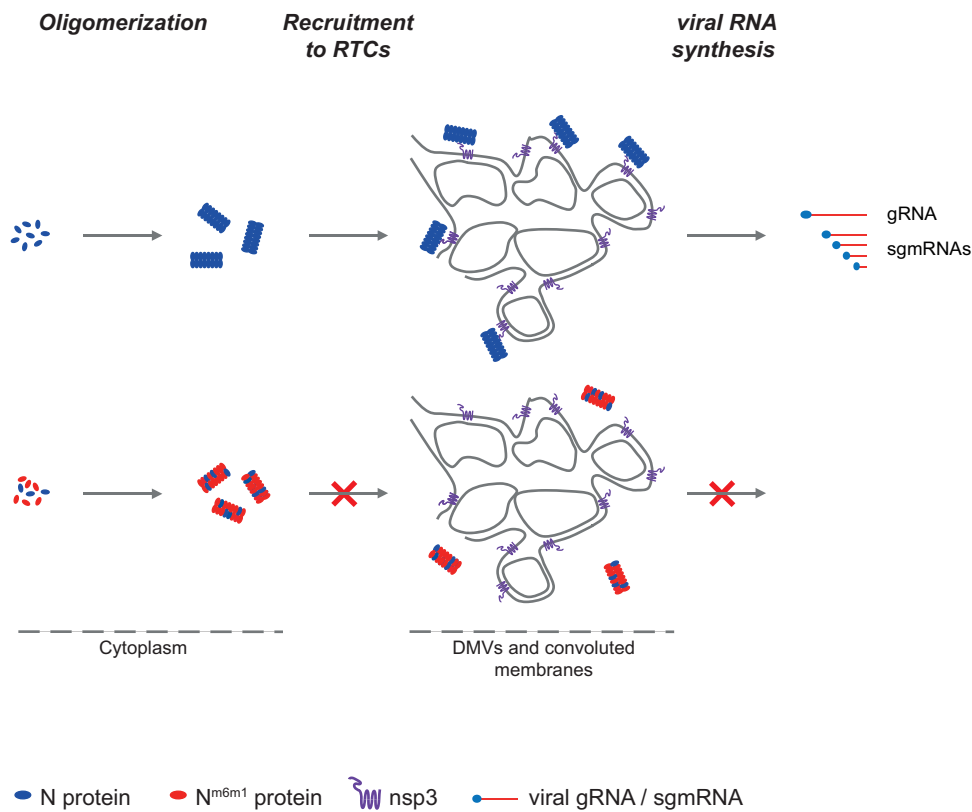 Oligomerization
Recruitment
to RTCs
viral RNA
synthesis
gRNA
sgmRNAs
Cytoplasm
DMVs and convoluted
membranes
N protein
N^m6m1 protein
nsp3
viral gRNA / sgmRNA